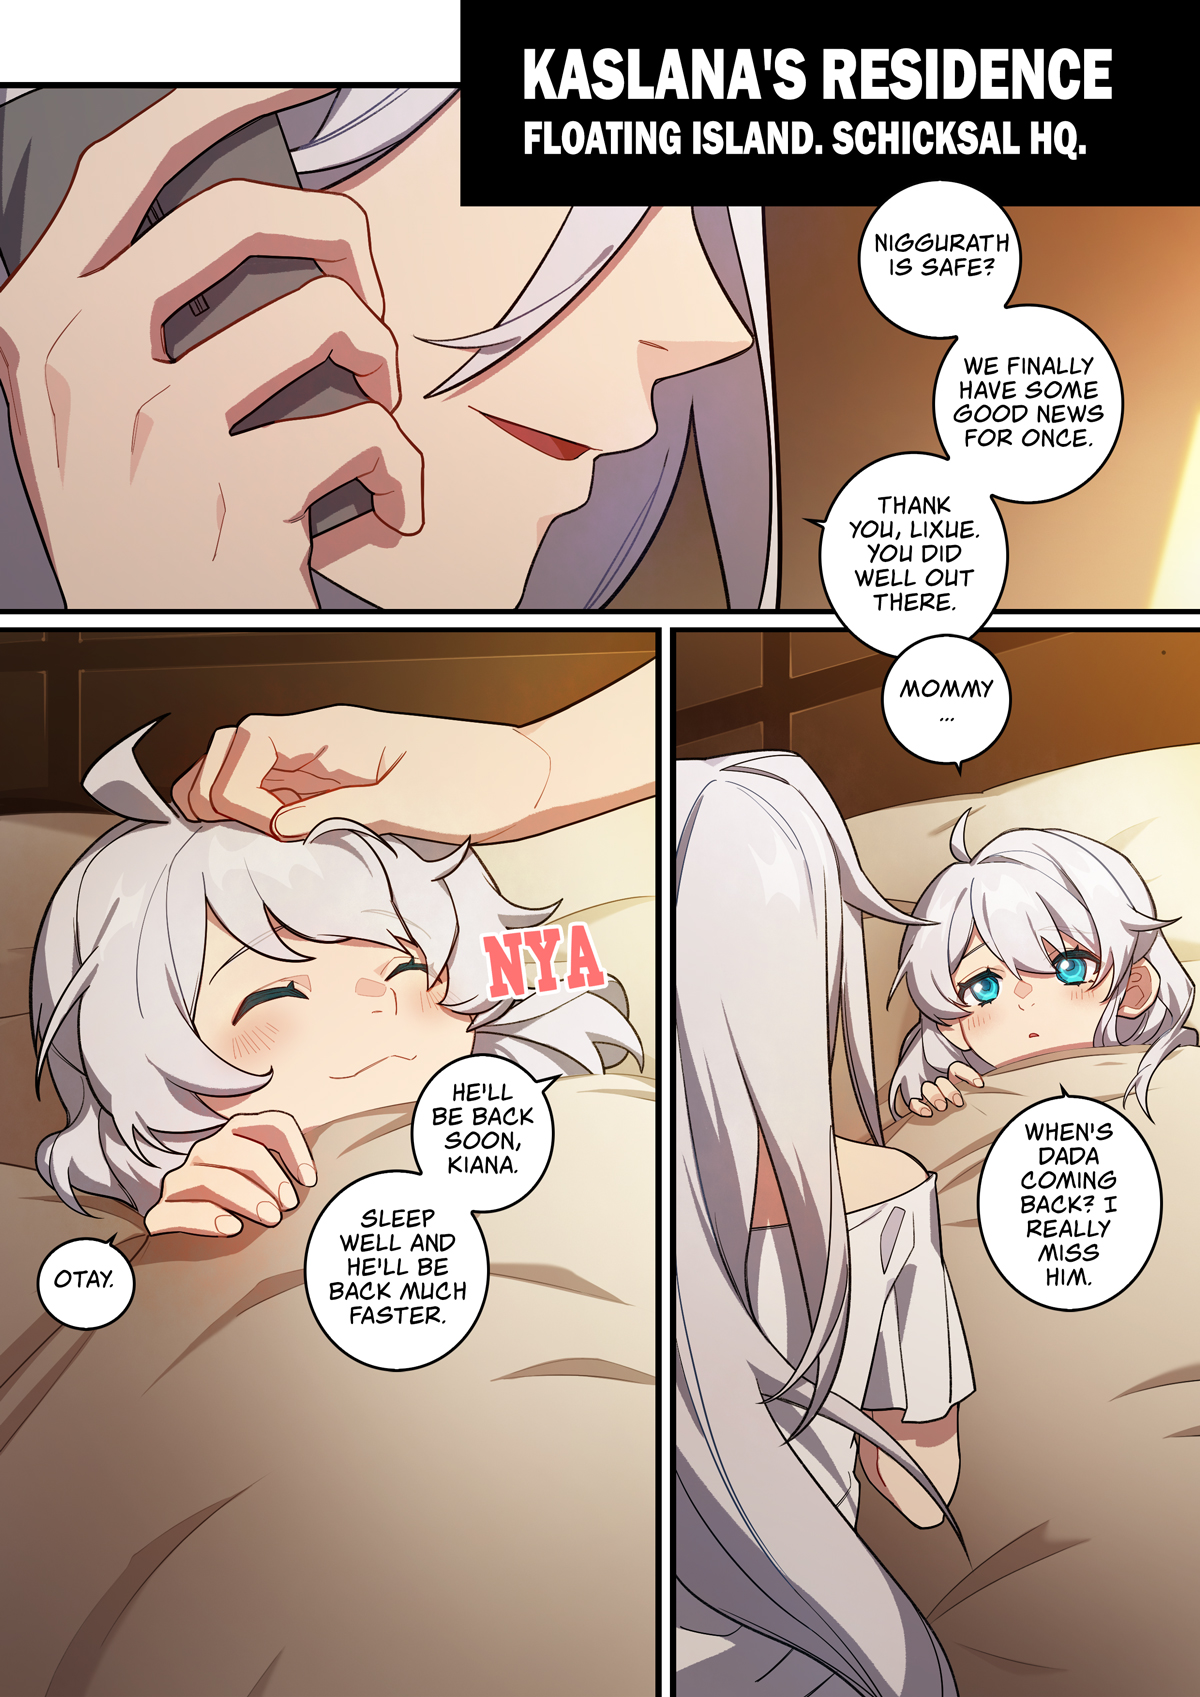 KASLANA'S RESIDENCE
FLOATING ISLAND. SCHICKSAL HQ.
NIGGURATH
IS SAFE?
WE FINALLY
HAVE SOME
GOOD NEWS
FOR ONCE.
THANK
YOU, LIXUE.
YOU DID
WELL OUT
THERE.
MOMMY
...
WHEN'S
DADA
COMING
BACK? I
REALLY
MISS
HIM.
NYA
HE'LL
BE BACK
SOON,
KIANA.
SLEEP
WELL AND
HE'LL BE
BACK MUCH
FASTER.
OTAY.